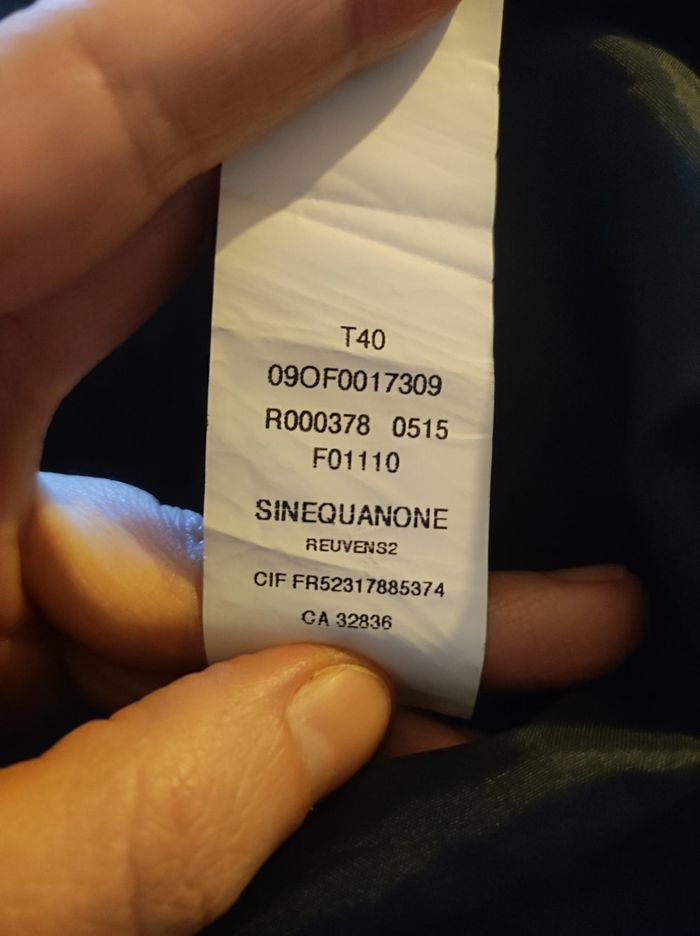 T40
09OF0017309
R000378 0515
F01110
SINEQUANONE
REUVENS2
CIF FR52317885374
CA 32836